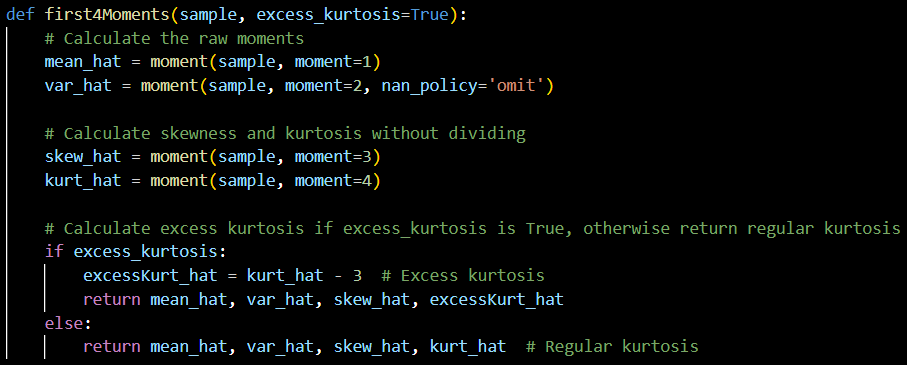 def first4Moments(sample, excess_kurtosis=True):
    # Calculate the raw moments
    mean_hat = moment(sample, moment=1)
    var_hat = moment(sample, moment=2, nan_policy='omit')

    # Calculate skewness and kurtosis without dividing
    skew_hat = moment(sample, moment=3)
    kurt_hat = moment(sample, moment=4)

    # Calculate excess kurtosis if excess_kurtosis is True, otherwise return regular kurtosis
    if excess_kurtosis:
        excessKurt_hat = kurt_hat - 3  # Excess kurtosis
        return mean_hat, var_hat, skew_hat, excessKurt_hat
    else:
        return mean_hat, var_hat, skew_hat, kurt_hat  # Regular kurtosis